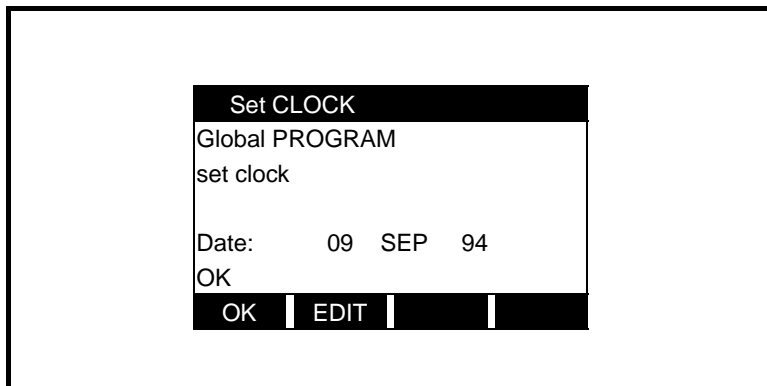 Set CLOCK
Global PROGRAM
set clock
Date: 09 SEP 94
OK
OK EDIT